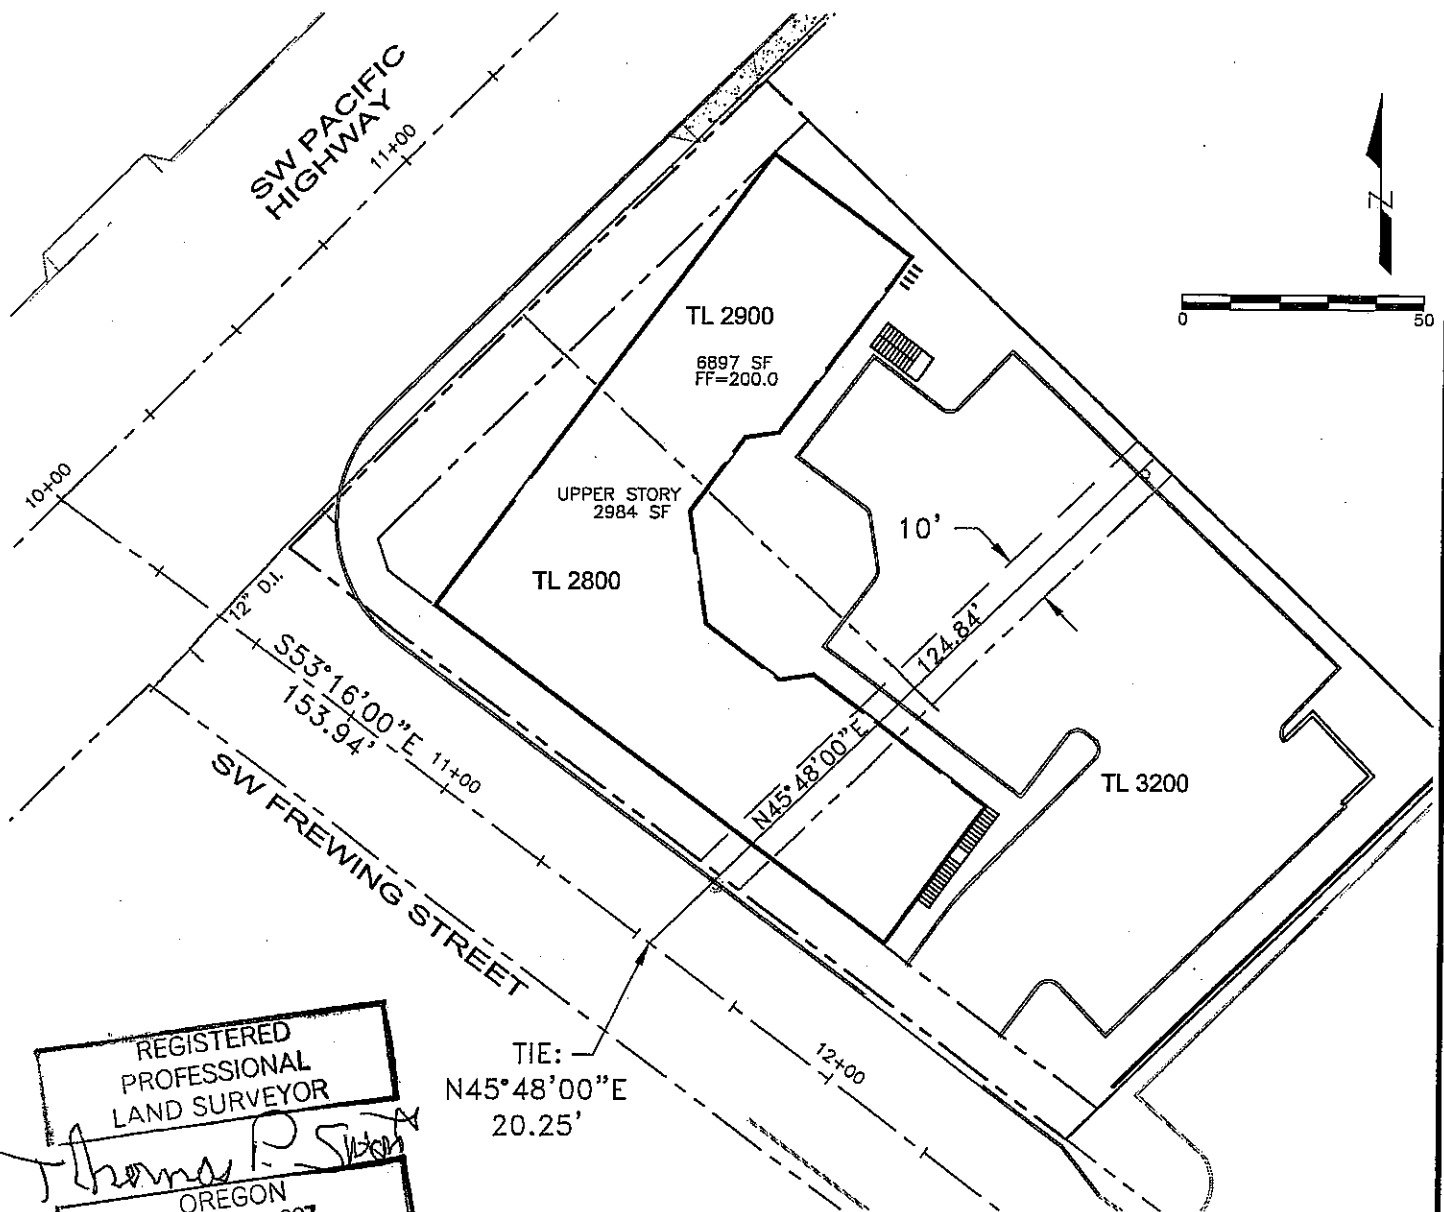 SW PACIFIC
HIGHWAY
11+00
10+00
Z
0
50
TL 2900
6897 SF
FF=200.0
UPPER STORY
2984 SF
TL 2800
10'
124.84'
N45°48'00"E
12" D.I.
S53°16'00"E
153.94'
11+00
SW FREWING STREET
TL 3200
12+00
TIE:
N45°48'00"E
20.25'
REGISTERED
PROFESSIONAL
LAND SURVEYOR
Thomas P.
OREGON